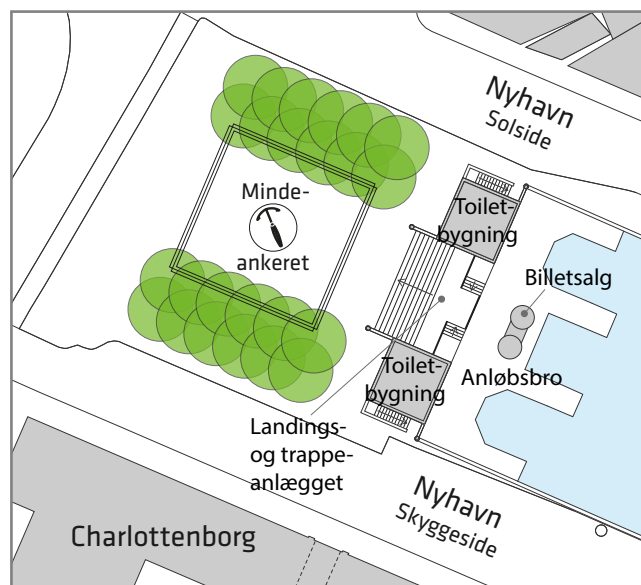 Nyhavn
Solside
Minde-
ankeret
Toilet-
bygning
Billetsalg
Anløbsbro
Toilet-
bygning
Landings-
og trappe-
anlægget
Nyhavn
Skyggeside
Charlottenborg